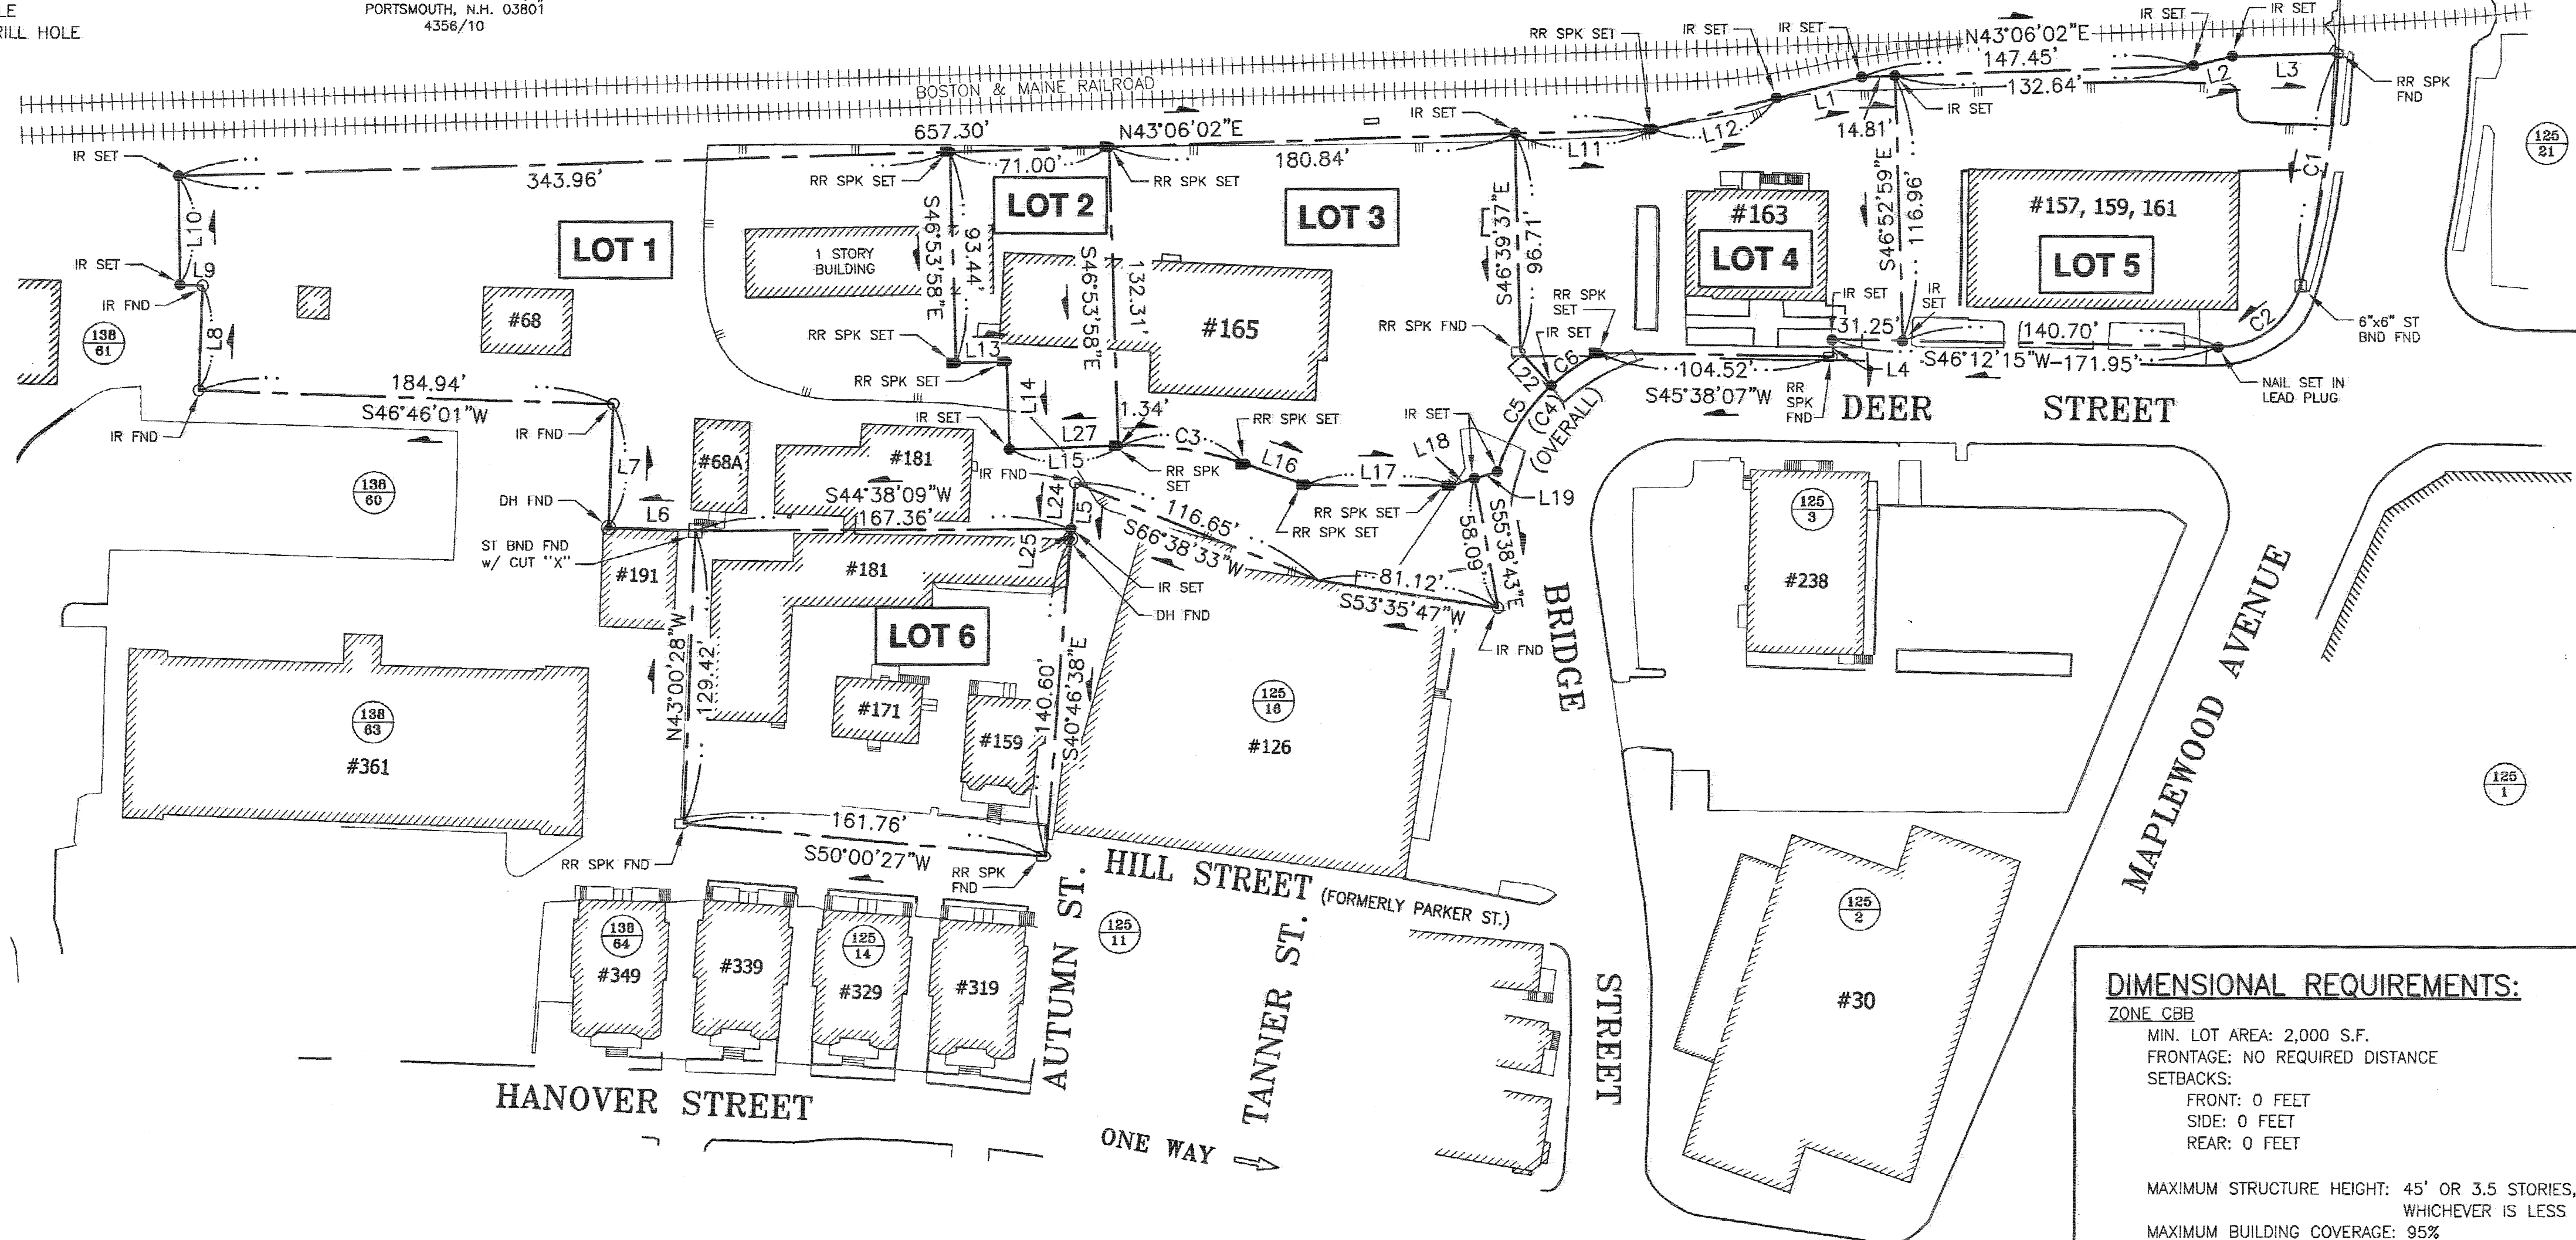 LE
RILL HOLE
PORTSMOUTH, N.H. 03801
4356/10
BOSTON & MAINE RAILROAD
IR SET
343.96'
657.30'
RR SPK SET
71.00'
N43°06'02"E
RR SPK SET
180.84'
IR SET
RR SPK SET
L11
L12
IR SET
IR SET
L1
14.81'
IR SET
N43°06'02"E
147.45'
132.64'
IR SET
IR SET
L2
L3
RR SPK
FND
C1
125
21
L10
IR SET
L9
IR FND
L8
138
61
#68
LOT 1
1 STORY
BUILDING
S46°53'58"E
93.44'
LOT 2
S46°53'58"E
132.31'
LOT 3
#165
S46°39'37"E
96.71'
#163
LOT 4
S46°52'59"E
116.96'
#157, 159, 161
LOT 5
6"x6" ST
BND FND
C2
RR SPK SET
L13
RR SPK SET
L14
RR SPK FND
RR SPK
SET
IR SET
L22
C6
IR SET
31.25'
IR
SET
140.70'
S46°12'15"W-171.95'
L4
NAIL SET IN
LEAD PLUG
104.52'
S45°38'07"W
RR
SPK
FND
DEER STREET
184.94'
S46°46'01"W
IR FND
IR FND
L7
#68A
#181
IR SET
L27
L15
1.34'
C3
RR SPK
SET
L16
L17
RR SPK SET
RR SPK SET
L18
IR SET
C5
(C4)
(OVERALL)
L19
138
60
DH FND
L6
S44°38'09"W
167.36'
IR FND
L24
L5
L25
116.65'
S66°38'33"W
ST BND FND
w/ CUT "X"
#191
#181
IR SET
DH FND
81.12'
S53°35'47"W
58.09'
S55°38'43"E
IR FND
BRIDGE
125
3
#238
LOT 6
N43°00'28"W
129.42'
#171
#159
140.60'
S40°46'38"E
125
16
#126
138
63
#361
161.76'
S50°00'27"W
RR SPK FND
RR SPK
FND
HILL STREET (FORMERLY PARKER ST.)
MAPLEWOOD AVENUE
125
1
138
64
#349
#339
125
14
#329
#319
AUTUMN ST.
125
11
TANNER ST.
STREET
125
2
#30
HANOVER STREET
ONE WAY
DIMENSIONAL REQUIREMENTS:
ZONE CBB
MIN. LOT AREA: 2,000 S.F.
FRONTAGE: NO REQUIRED DISTANCE
SETBACKS:
FRONT: 0 FEET
SIDE: 0 FEET
REAR: 0 FEET
MAXIMUM STRUCTURE HEIGHT: 45' OR 3.5 STORIES,
WHICHEVER IS LESS
MAXIMUM BUILDING COVERAGE: 95%